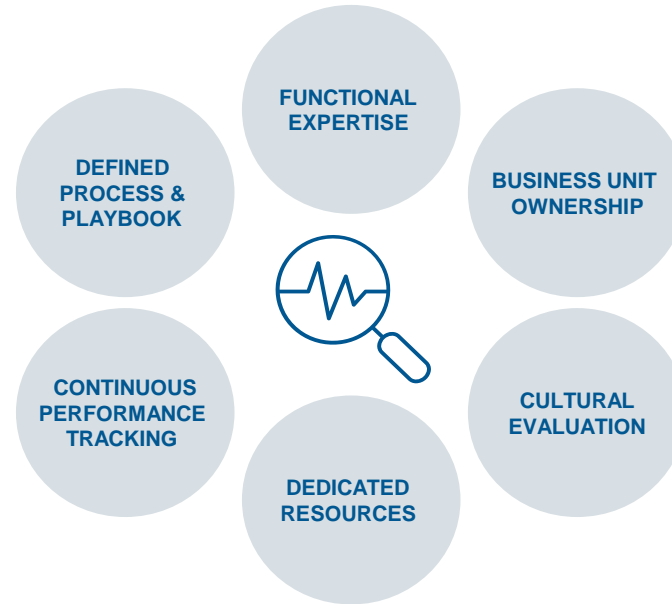 FUNCTIONAL
EXPERTISE
DEFINED
PROCESS &
PLAYBOOK
BUSINESS UNIT
OWNERSHIP
CONTINUOUS
PERFORMANCE
TRACKING
CULTURAL
EVALUATION
DEDICATED
RESOURCES